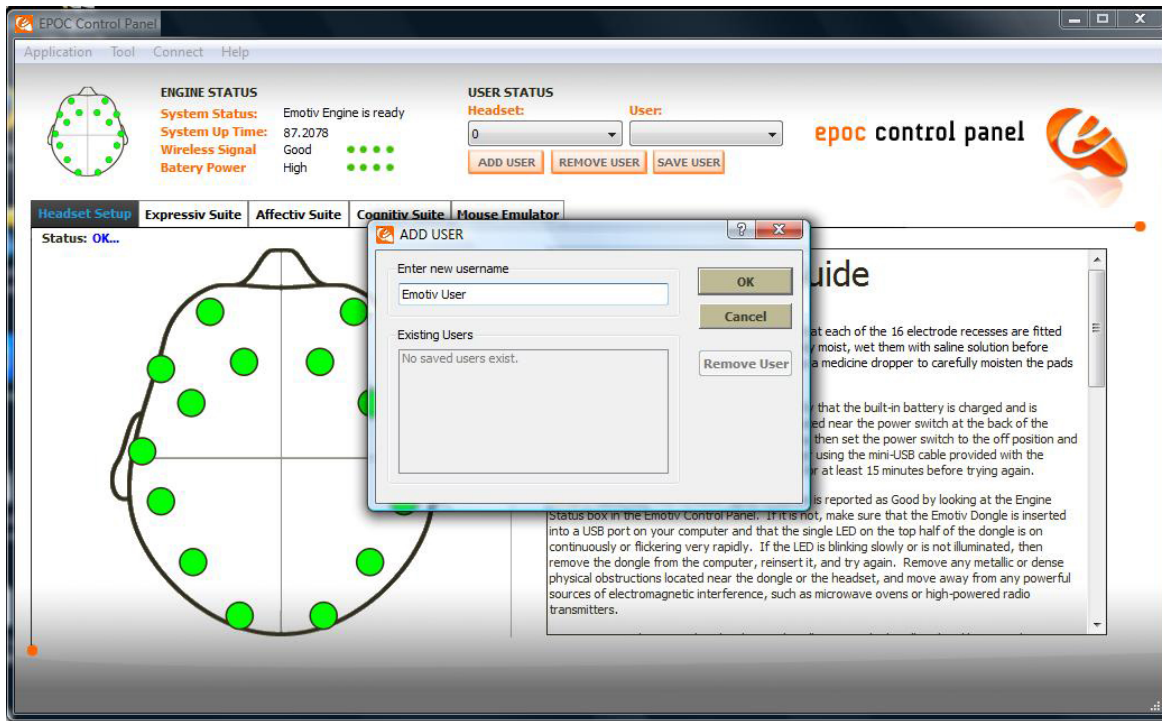 EPOC Control Panel
Application Tool Connect Help
ENGINE STATUS
System Status: Emotiv Engine is ready
System Up Time: 87.2078
Wireless Signal Good
Batery Power High
USER STATUS
Headset: User:
0
ADD USER REMOVE USER SAVE USER
epoc control panel
Headset Setup Expressiv Suite Affectiv Suite Cognitiv Suite Mouse Emulator
Status: OK...
ADD USER
Enter new username
Emotiv User
Existing Users
No saved users exist.
OK
Cancel
Remove User
at each of the 16 electrode recesses are fitted
moist, wet them with saline solution before
a medicine dropper to carefully moisten the pads
that the built-in battery is charged and is
ed near the power switch at the back of the
then set the power switch to the off position and
using the mini-USB cable provided with the
or at least 15 minutes before trying again.
is reported as Good by looking at the Engine
Status box in the Emotiv Control Panel. If it is not, make sure that the Emotiv Dongle is inserted
into a USB port on your computer and that the single LED on the top half of the dongle is on
continuously or flickering very rapidly. If the LED is blinking slowly or is not illuminated, then
remove the dongle from the computer, reinsert it, and try again. Remove any metallic or dense
physical obstructions located near the dongle or the headset, and move away from any powerful
sources of electromagnetic interference, such as microwave ovens or high-powered radio
transmitters.